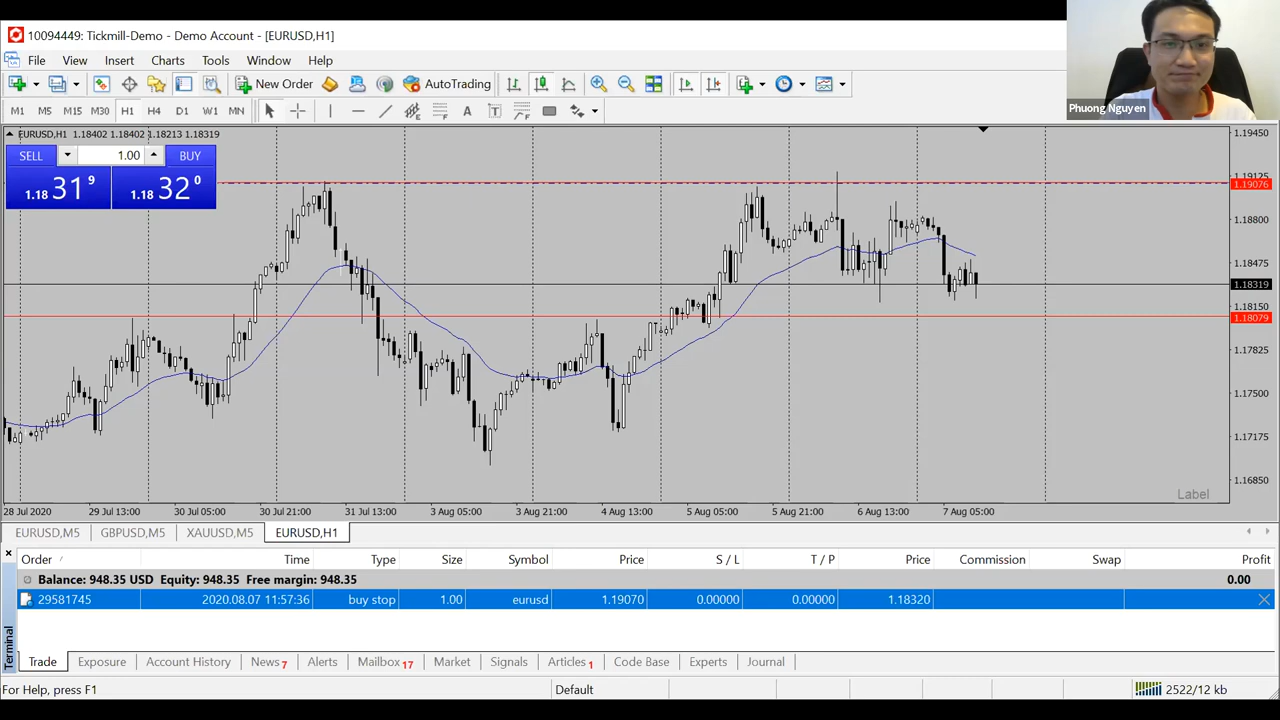 10094449: Tickmill-Demo - Demo Account - [EURUSD,H1]
File View Insert Charts Tools Window Help
New Order AutoTrading
M1 M5 M15 M30 H1 H4 D1 W1 MN
Phuong Nguyen
EURUSD,H1 1.18402 1.18402 1.18213 1.18319
SELL 1.00 BUY
1.18 31 9 1.18 32 0
1.19450
1.19125
1.19076
1.18800
1.18475
1.18319
1.18150
1.18079
1.17825
1.17500
1.17175
1.16850
Label
28 Jul 2020 29 Jul 13:00 30 Jul 05:00 30 Jul 21:00 31 Jul 13:00 3 Aug 05:00 3 Aug 21:00 4 Aug 13:00 5 Aug 05:00 5 Aug 21:00 6 Aug 13:00 7 Aug 05:00
EURUSD,M5 GBPUSD,M5 XAUUSD,M5 EURUSD,H1
Order Time Type Size Symbol Price S / L T / P Price Commission Swap Profit
Balance: 948.35 USD Equity: 948.35 Free margin: 948.35 0.00
29581745 2020.08.07 11:57:36 buy stop 1.00 eurusd 1.19070 0.00000 0.00000 1.18320
Terminal
Trade Exposure Account History News 7 Alerts Mailbox 17 Market Signals Articles 1 Code Base Experts Journal
For Help, press F1 Default 2522/12 kb